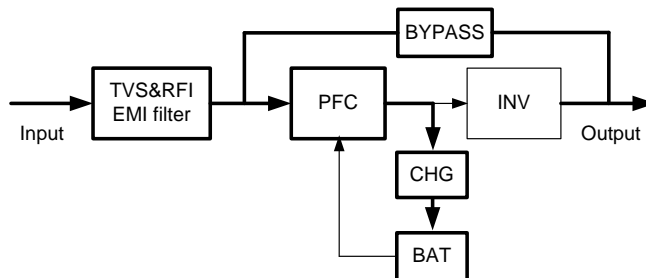 BYPASS
TVS&RFI
EMI filter
PFC
INV
Input
Output
CHG
BAT